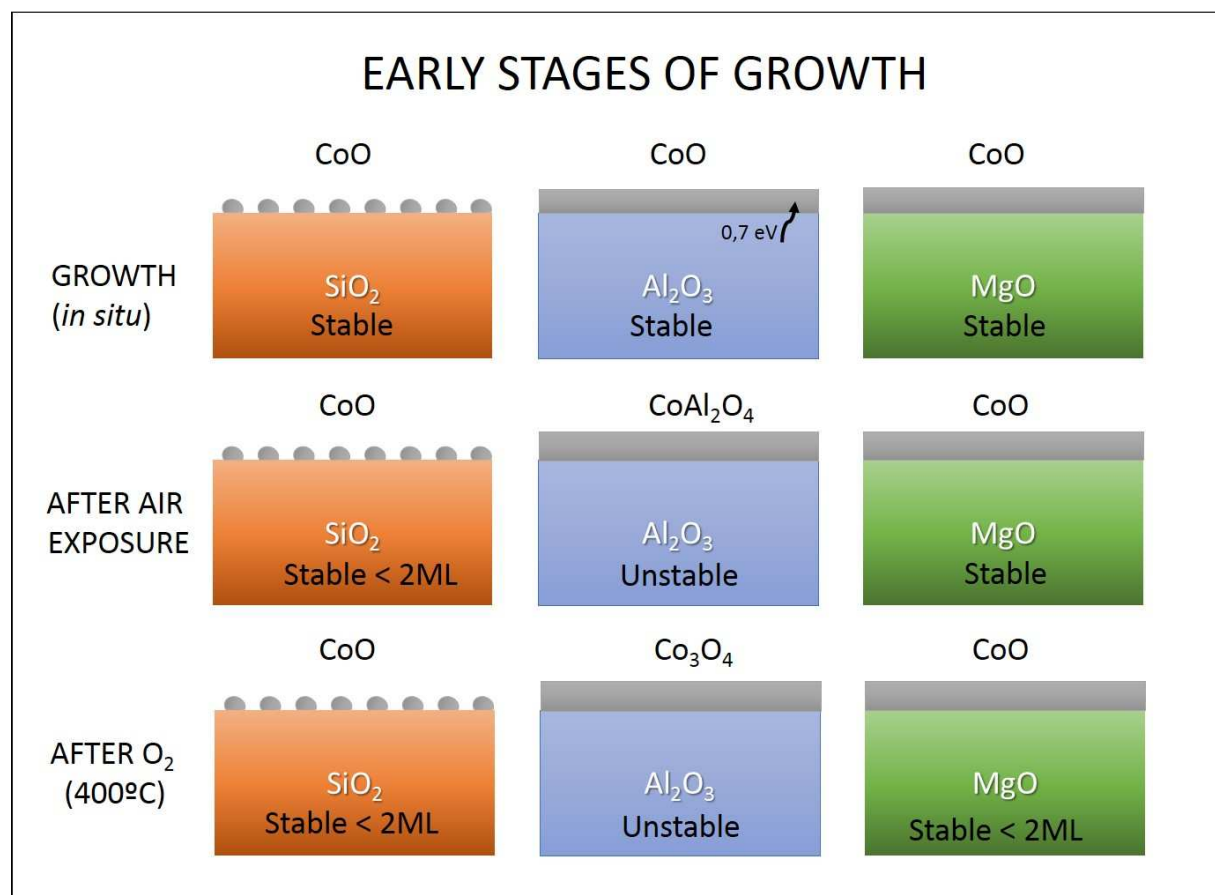 EARLY STAGES OF GROWTH
CoO
CoO
CoO
GROWTH
(in situ)
0,7 eV
SiO₂
Stable
Al₂O₃
Stable
MgO
Stable
CoO
CoAl₂O₄
CoO
AFTER AIR
EXPOSURE
SiO₂
Stable < 2ML
Al₂O₃
Unstable
MgO
Stable
CoO
Co₃O₄
CoO
AFTER O₂
(400ºC)
SiO₂
Stable < 2ML
Al₂O₃
Unstable
MgO
Stable < 2ML